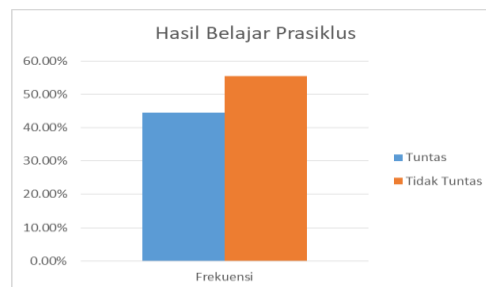 Hasil Belajar Prasiklus
60.00%
50.00%
40.00%
30.00%
20.00%
10.00%
0.00%
Frekuensi
Tuntas
Tidak Tuntas